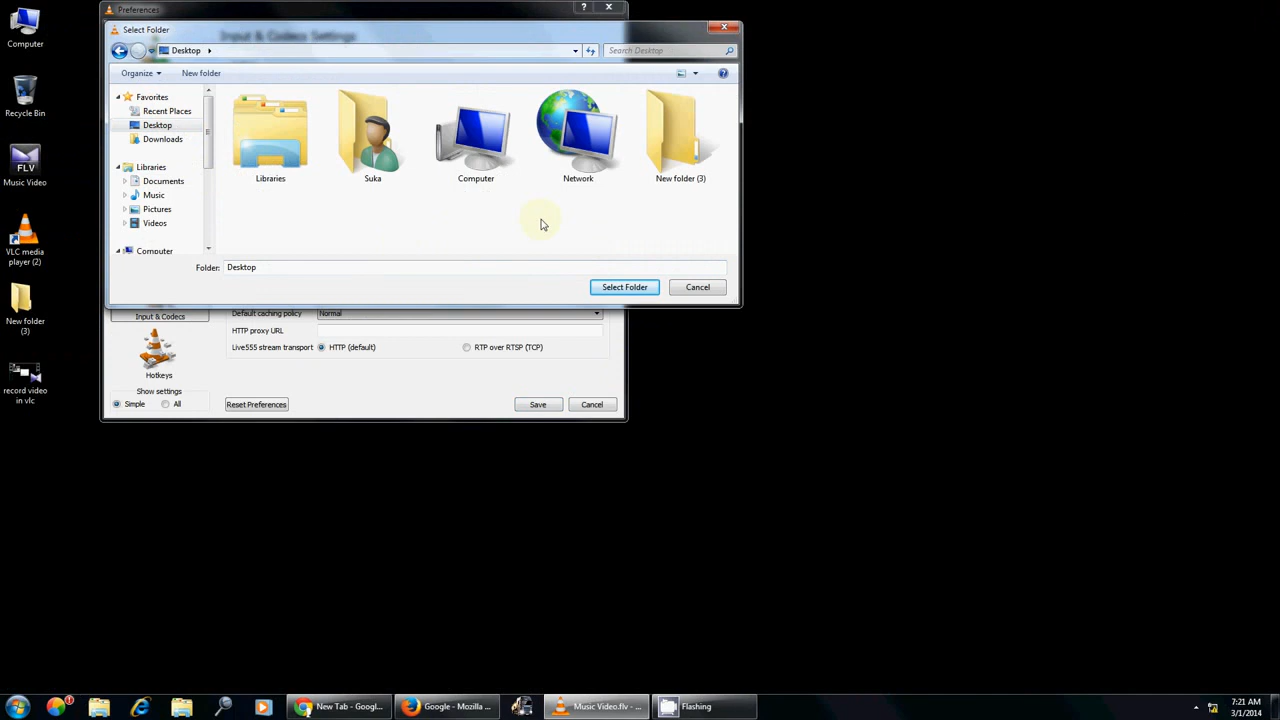 Preferences
?
Select Folder
Input & Codecs Settings
Desktop
Search Desktop
Organize
New folder
Favorites
Recent Places
Desktop
Downloads
Libraries
Documents
Music
Pictures
Videos
Computer
Libraries
Suka
Computer
Network
New folder (3)
Folder: Desktop
Select Folder
Cancel
Input & Codecs
Default caching policy Normal
HTTP proxy URL
Live555 stream transport HTTP (default) RTP over RTSP (TCP)
Hotkeys
Show settings
Simple All
Reset Preferences
Save
Cancel
Computer
Recycle Bin
FLV
Music Video
VLC media
player (2)
New folder
(3)
record video
in vlc
New Tab - Googl...
Google - Mozilla ...
Music Video.flv - ...
Flashing
7:21 AM
3/1/2014